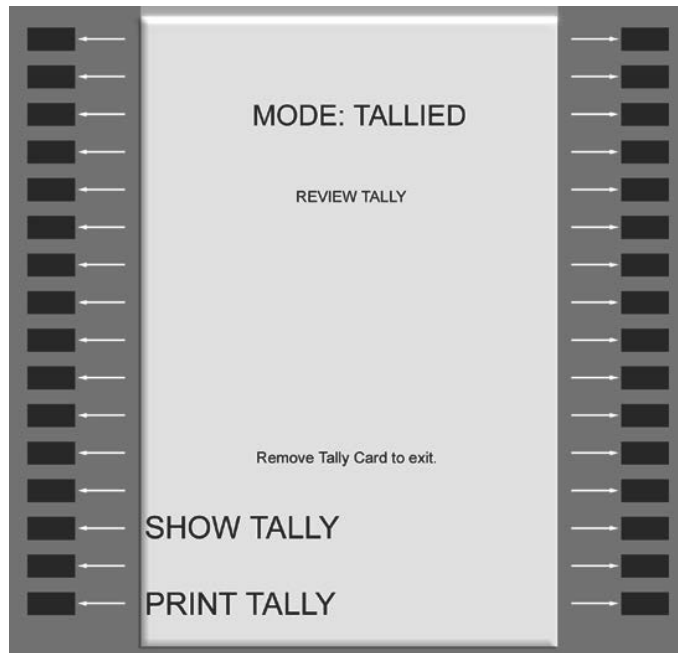 MODE: TALLIED
REVIEW TALLY
Remove Tally Card to exit.
SHOW TALLY
PRINT TALLY